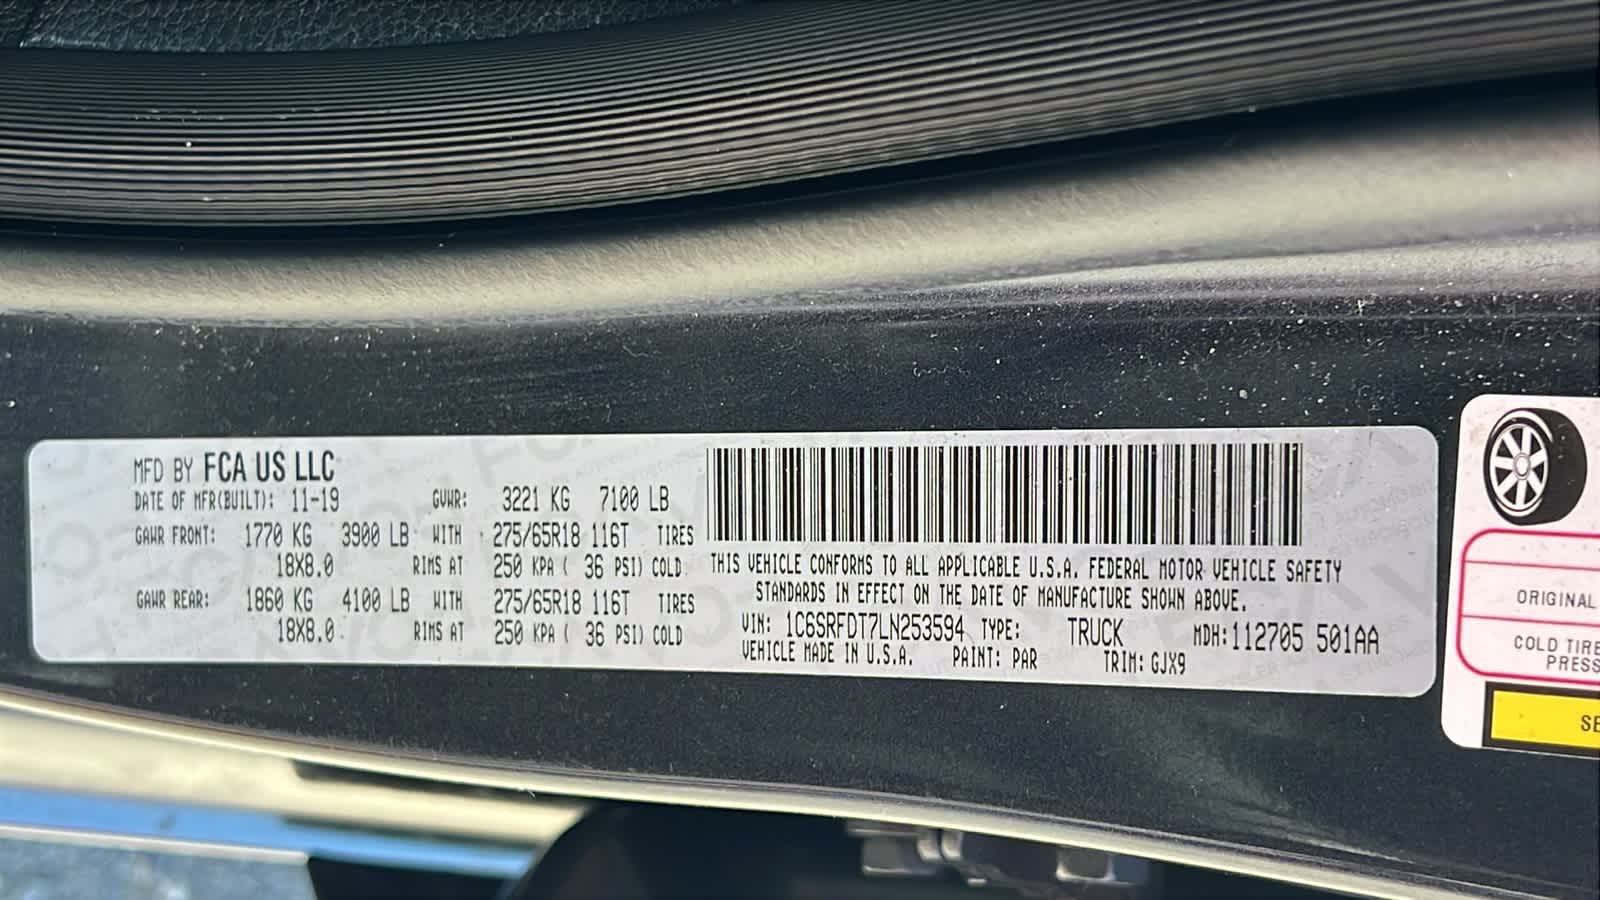 MFD BY FCA US LLC
DATE OF MFR(BUILT): 11-19 GVWR: 3221 KG 7100 LB
GAWR FRONT: 1770 KG 3900 LB WITH 275/65R18 116T TIRES
18X8.0 RIMS AT 250 KPA ( 36 PSI) COLD
GAWR REAR: 1860 KG 4100 LB WITH 275/65R18 116T TIRES
18X8.0 RIMS AT 250 KPA ( 36 PSI) COLD
THIS VEHICLE CONFORMS TO ALL APPLICABLE U.S.A. FEDERAL MOTOR VEHICLE SAFETY
STANDARDS IN EFFECT ON THE DATE OF MANUFACTURE SHOWN ABOVE.
VIN: 1C6SRFDT7LN253594 TYPE: TRUCK MDH:112705 501AA
VEHICLE MADE IN U.S.A. PAINT: PAR TRIM: GJX9
ORIGINAL
COLD TIRE
PRESS
SE